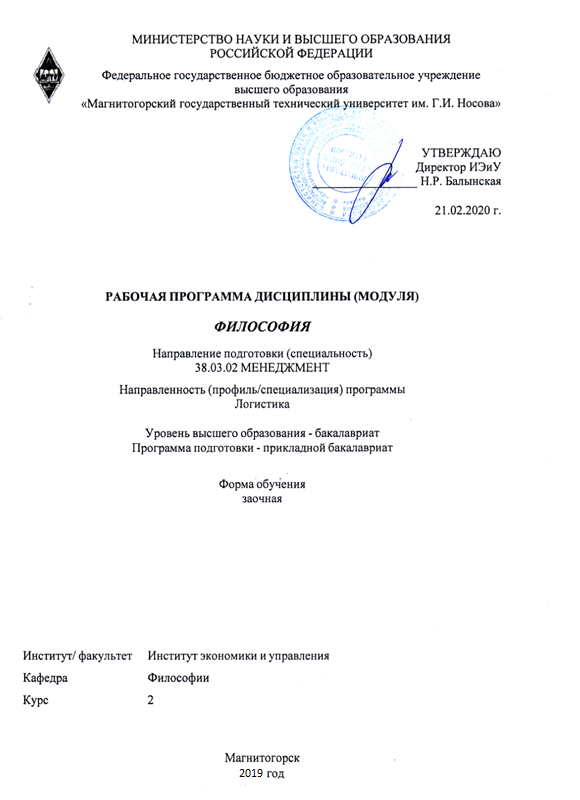 МИНИСТЕРСТВО НАУКИ И ВЫСШЕГО ОБРАЗОВАНИЯ
РОССИЙСКОЙ ФЕДЕРАЦИИ
Федеральное государственное бюджетное образовательное учреждение
высшего образования
«Магнитогорский государственный технический университет им. Г.И. Носова»
УТВЕРЖДАЮ
Директор ИЭиУ
Н.Р. Балынская
21.02.2020 г.
РАБОЧАЯ ПРОГРАММА ДИСЦИПЛИНЫ (МОДУЛЯ)
ФИЛОСОФИЯ
Направление подготовки (специальность)
38.03.02 МЕНЕДЖМЕНТ
Направленность (профиль/специализация) программы
Логистика
Уровень высшего образования - бакалавриат
Программа подготовки - прикладной бакалавриат
Форма обучения
заочная
Институт/ факультет Институт экономики и управления
Кафедра Философии
Курс 2
Магнитогорск
2019 год